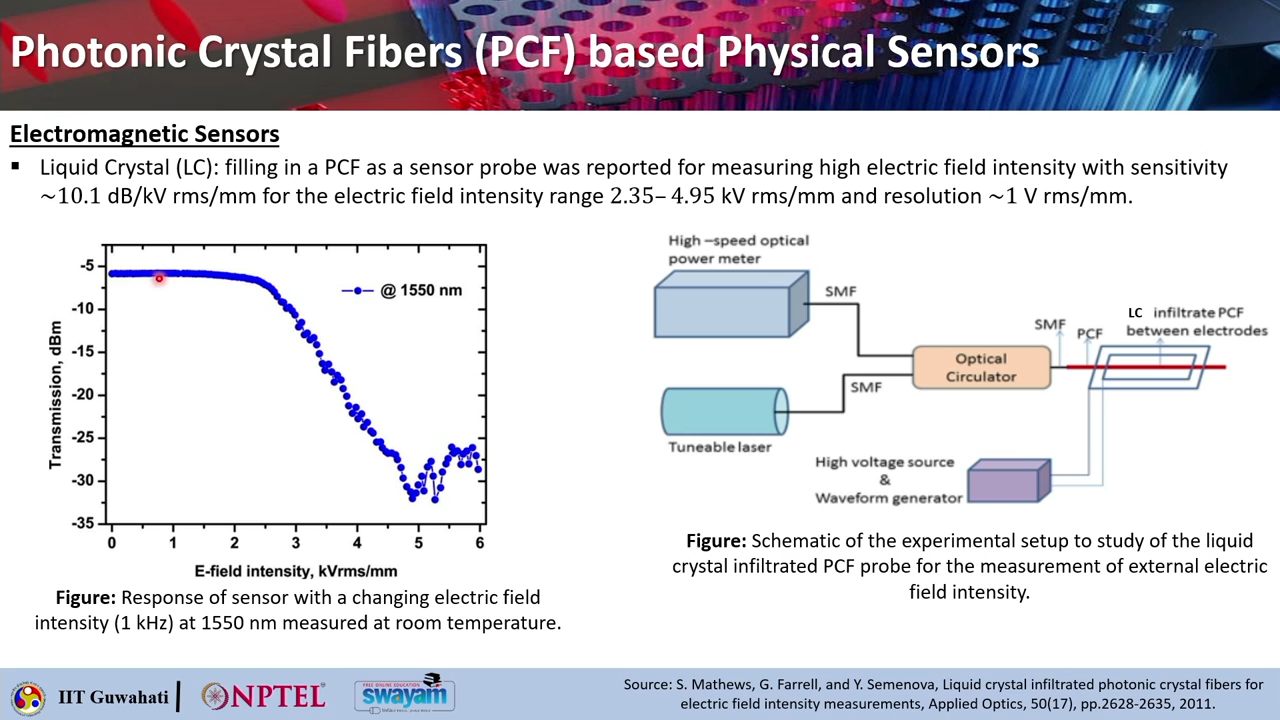 Photonic Crystal Fibers (PCF) based Physical Sensors
Electromagnetic Sensors
▪ Liquid Crystal (LC): filling in a PCF as a sensor probe was reported for measuring high electric field intensity with sensitivity
~10.1 dB/kV rms/mm for the electric field intensity range 2.35– 4.95 kV rms/mm and resolution ~1 V rms/mm.
-5
-10
-15
-20
-25
-30
-35
Transmission, dBm
@ 1550 nm
0 1 2 3 4 5 6
E-field intensity, kVrms/mm
Figure: Response of sensor with a changing electric field
intensity (1 kHz) at 1550 nm measured at room temperature.
High –speed optical
power meter
SMF
SMF
Tuneable laser
Optical
Circulator
SMF
PCF
LC infiltrate PCF
between electrodes
High voltage source
&
Waveform generator
Figure: Schematic of the experimental setup to study of the liquid
crystal infiltrated PCF probe for the measurement of external electric
field intensity.
IIT Guwahati
NPTEL
FREE ONLINE EDUCATION
swayam
Source: S. Mathews, G. Farrell, and Y. Semenova, Liquid crystal infiltrated photonic crystal fibers for
electric field intensity measurements, Applied Optics, 50(17), pp.2628-2635, 2011.